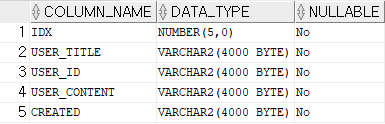 COLUMN_NAME DATA_TYPE NULLABLE
1 IDX NUMBER(5,0) No
2 USER_TITLE VARCHAR2(4000 BYTE) No
3 USER_ID VARCHAR2(4000 BYTE) No
4 USER_CONTENT VARCHAR2(4000 BYTE) No
5 CREATED VARCHAR2(4000 BYTE) No